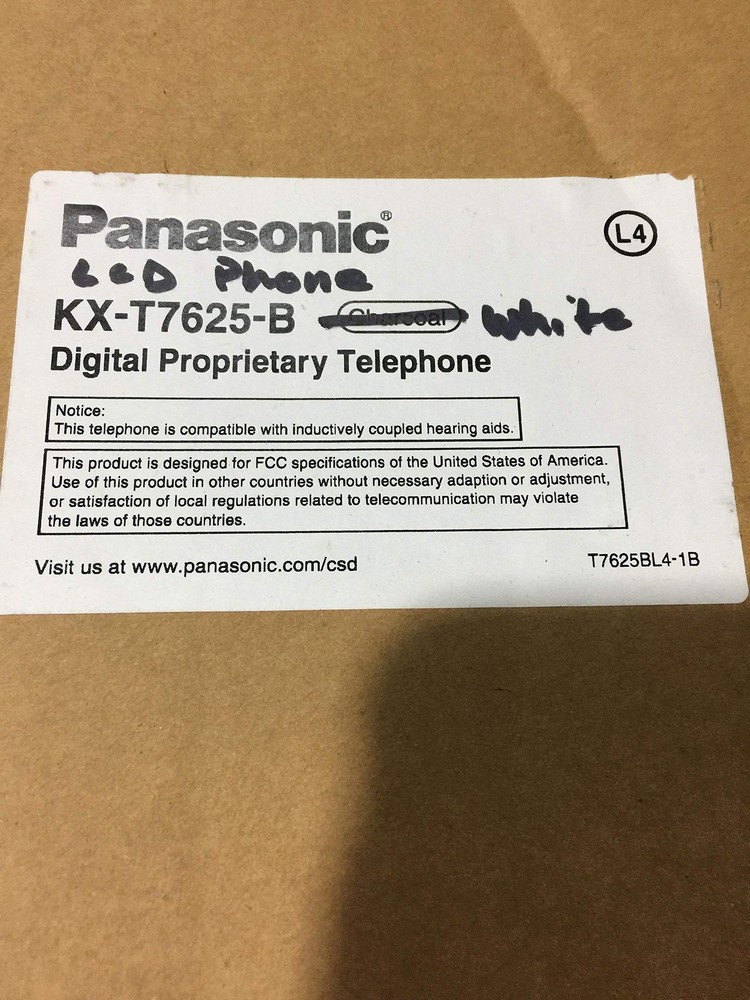 Panasonic®
L4
LCD Phone
KX-T7625-B Charcoal White
Digital Proprietary Telephone
Notice:
This telephone is compatible with inductively coupled hearing aids.
This product is designed for FCC specifications of the United States of America.
Use of this product in other countries without necessary adaption or adjustment,
or satisfaction of local regulations related to telecommunication may violate
the laws of those countries.
Visit us at www.panasonic.com/csd
T7625BL4-1B